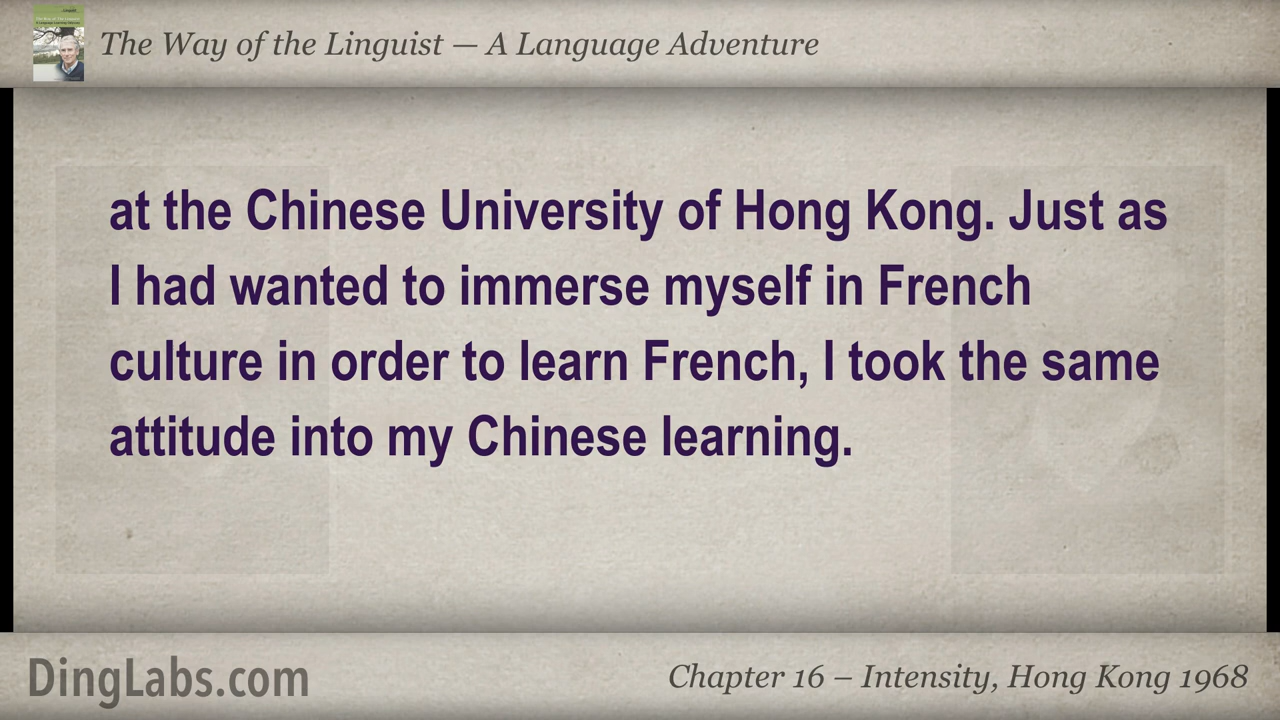 The Way of the Linguist — A Language Adventure
at the Chinese University of Hong Kong. Just as
I had wanted to immerse myself in French
culture in order to learn French, I took the same
attitude into my Chinese learning.
DingLabs.com
Chapter 16 – Intensity, Hong Kong 1968